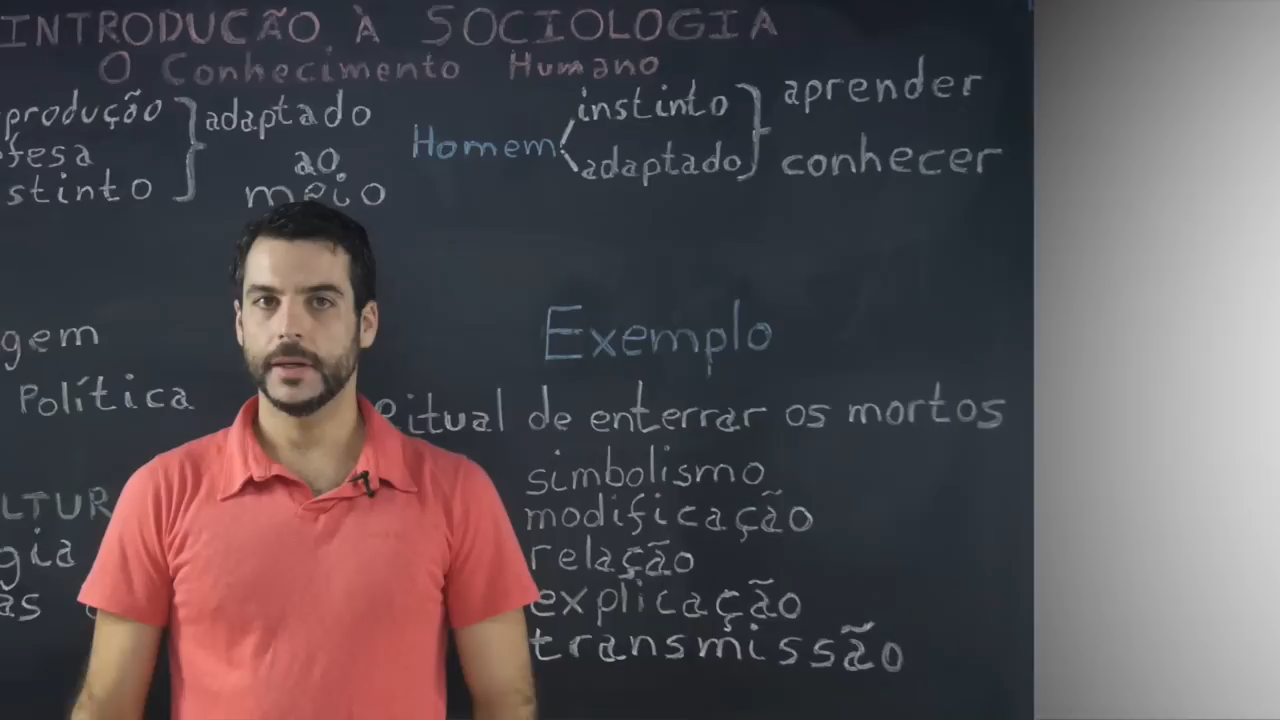 INTRODUÇÃO À SOCIOLOGIA
O Conhecimento Humano
produção } adaptado ao meio
fesa
stinto
Homem < instinto } aprender
adaptado conhecer
gem
Política
LTUR
gia
as
Exemplo
Ritual de enterrar os mortos
simbolismo
modificação
relação
explicação
transmissão